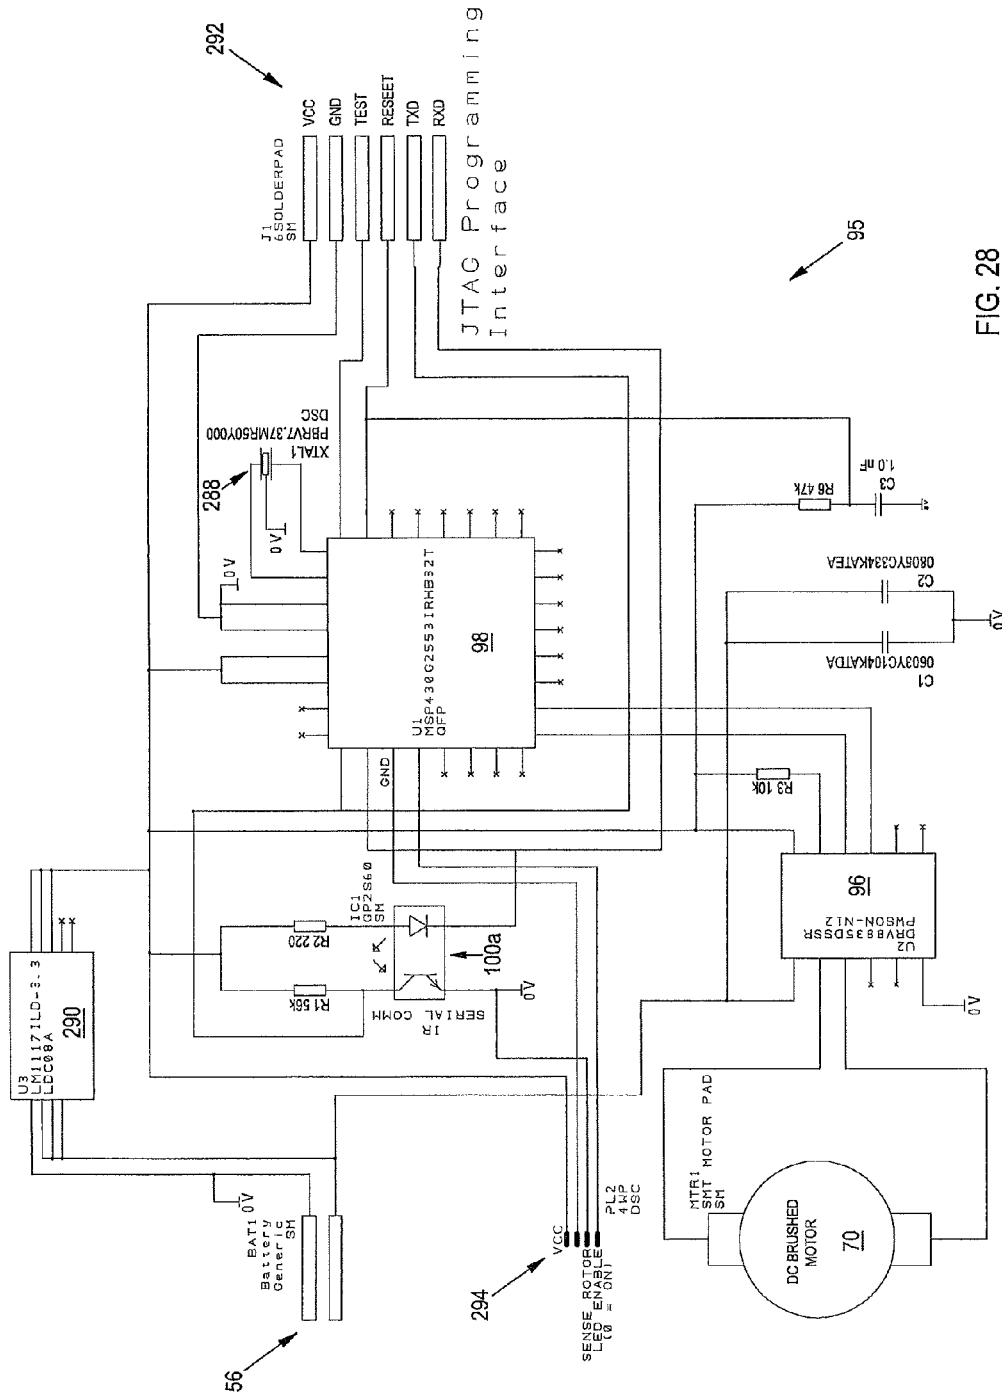 292
J1
6SOLDERPAD
SM
VCC
GND
TEST
RESEET
TXD
RXD
JTAG Programming
Interface
95
FIG. 28
288
XTAL1
PBRV7.37MR50Y000
DSC
0V
0V
U1
MSP430G2553IRHB32T
QFP
98
GND
R6 47k
C3
1.0 nF
C2
0805YC334KATEA
C1
0603YC104KATDA
0V
R3 10k
U3
LM1117ILD-3.3
LDC08A
290
R2 220
R1 56k
IC1
GP2S60
SM
100a
IR
SERIAL COMM
0V
BAT1
Battery
Generic
SM
0V
56
294
VCC
SENSE ROTOR
LED ENABLE
(0 = ON)
PL2
4WP
DSC
96
U2
DRV8835DSSR
PWSON-N12
0V
MTR1
SMT MOTOR PAD
SM
DC BRUSHED
MOTOR
70